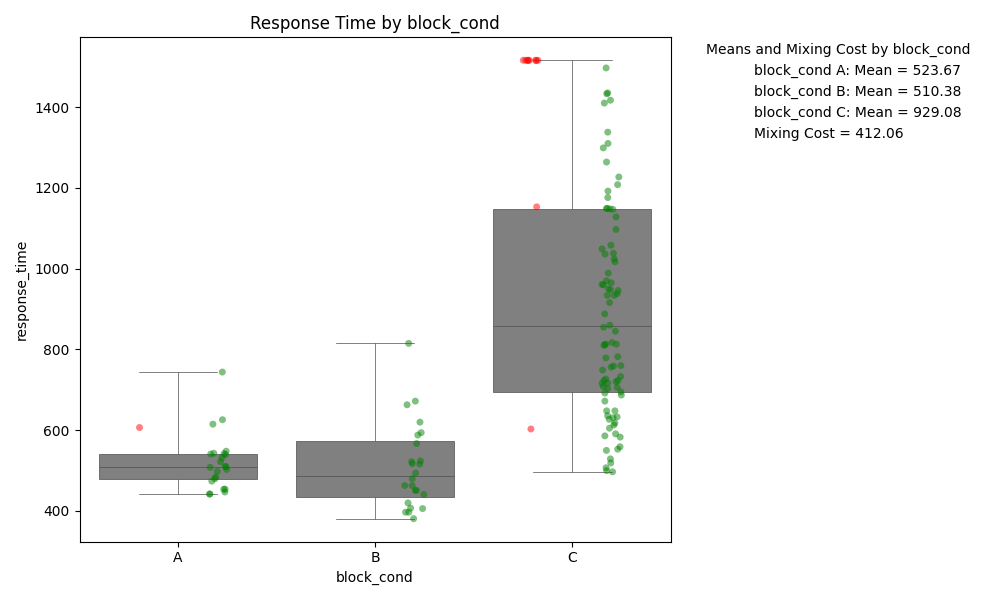 Response Time by block_cond
Means and Mixing Cost by block_cond
block_cond A: Mean = 523.67
block_cond B: Mean = 510.38
block_cond C: Mean = 929.08
Mixing Cost = 412.06
response_time
1400
1200
1000
800
600
400
A
B
C
block_cond